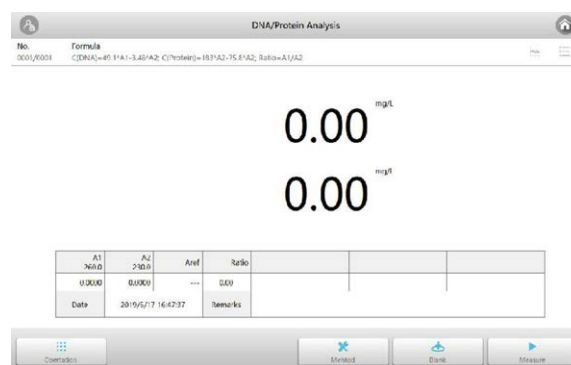 DNA/Protein Analysis
No. Formula
0001/0001 C(DNA)=49.1*A1-3.48*A2; C(Protein)=183*A2-75.8*A2; Ratio=A1/A2
0.00 mg/L
0.00 mg/l
A1 A2 Aref Ratio
260.0 230.0
0.0000 0.0000 --- 0.00
Date 2019/5/17 16:47:37 Remarks
Method Blank Measure